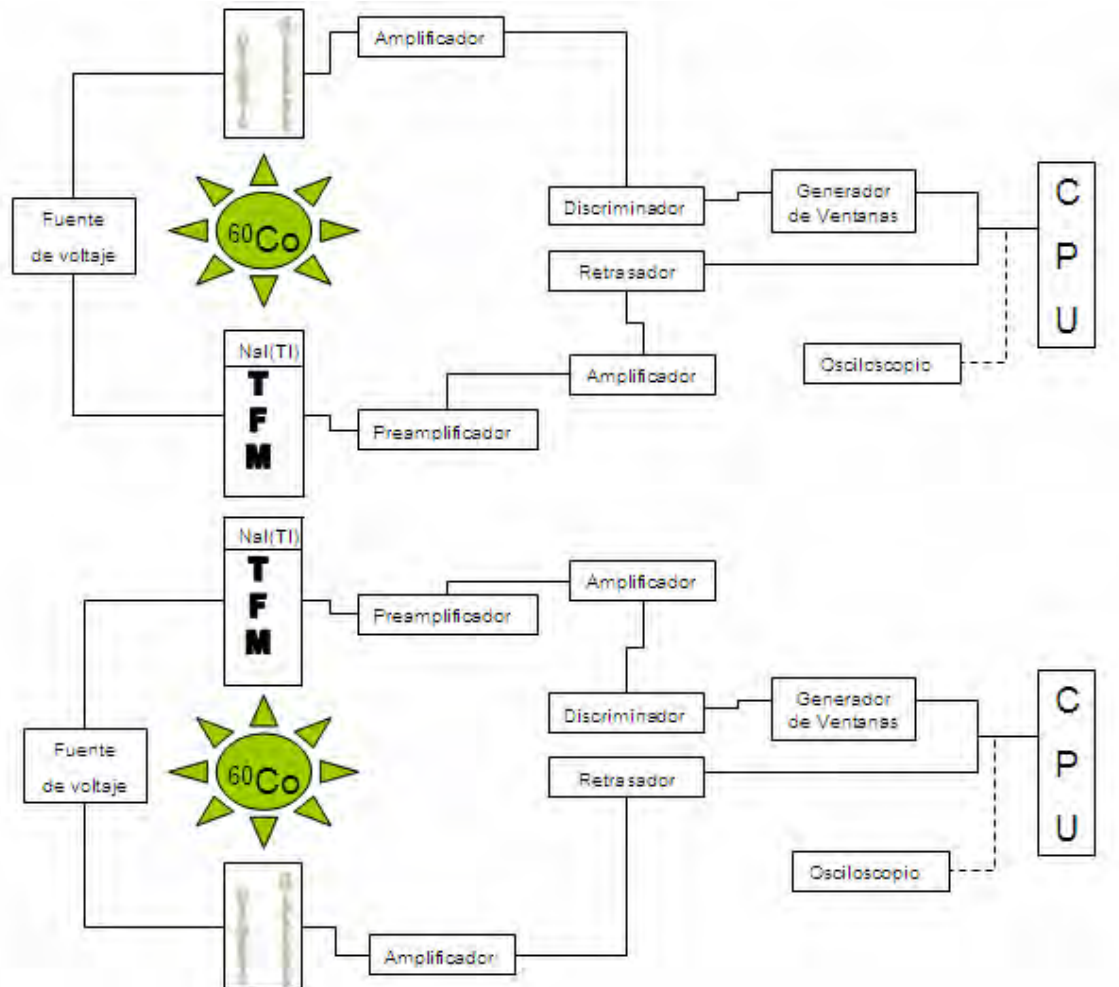 Amplificador
Discriminador
Generador
de Ventanas
C
P
U
Fuente
de voltaje
60Co
Retrasador
Osciloscopio
NaI(Tl)
T
F
M
Amplificador
Preamplificador
NaI(Tl)
T
F
M
Amplificador
Preamplificador
Discriminador
Generador
de Ventanas
C
P
U
Fuente
de voltaje
60Co
Retrasador
Osciloscopio
Amplificador